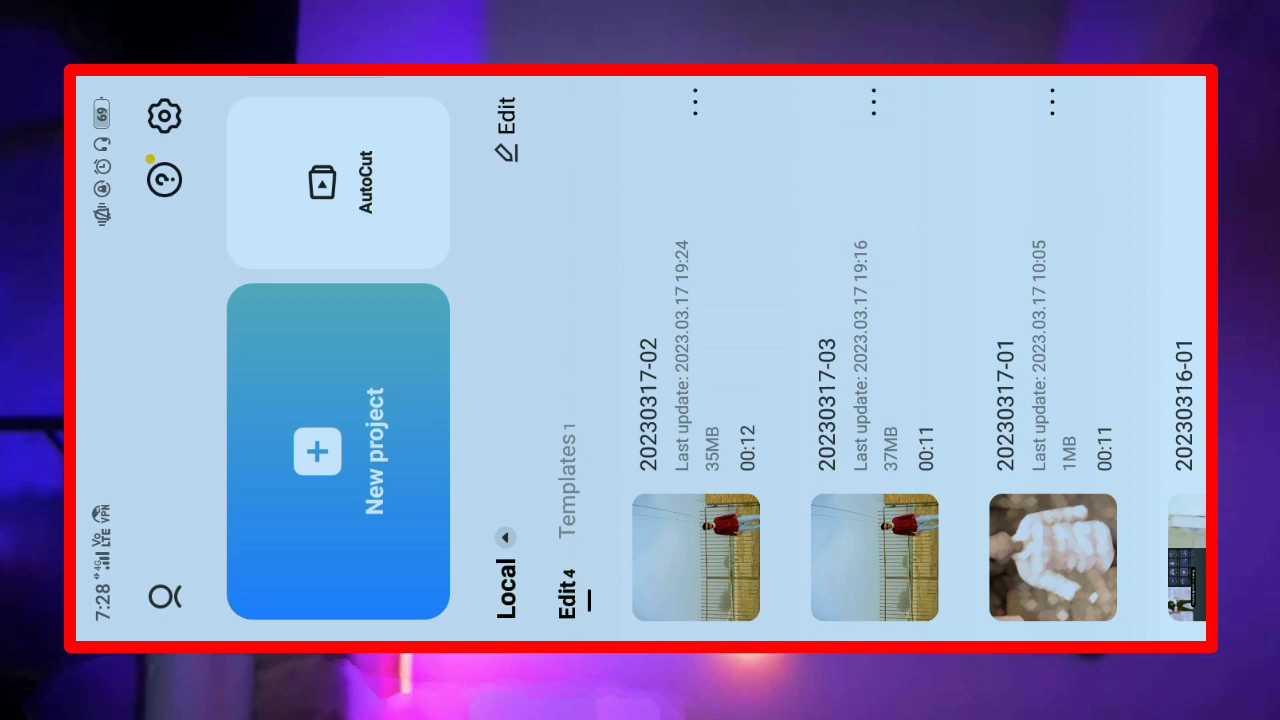 7:28 4G Vo LTE VPN 69
New project
AutoCut
Local
Edit
Edit 4 Templates 1
20230317-02
Last update: 2023.03.17 19:24
35MB
00:12
20230317-03
Last update: 2023.03.17 19:16
37MB
00:11
20230317-01
Last update: 2023.03.17 10:05
1MB
00:11
20230316-01